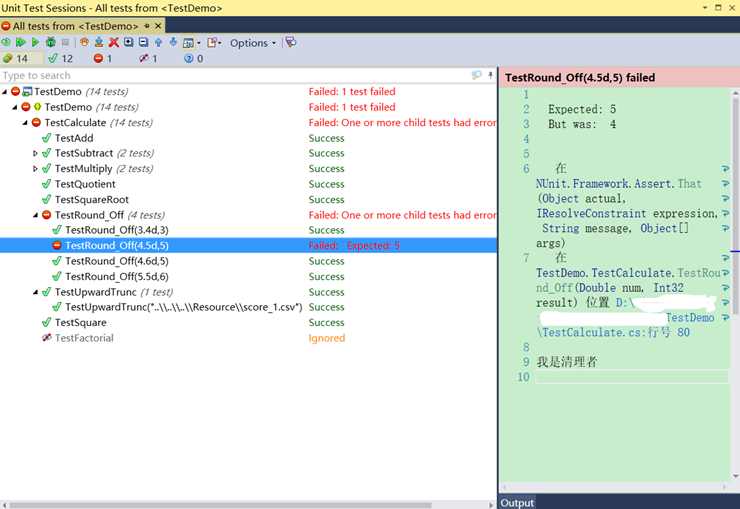 Unit Test Sessions - All tests from <TestDemo>
All tests from <TestDemo>
Options
14 12 1 1 0
Type to search
TestDemo (14 tests) Failed: 1 test failed
TestDemo (14 tests) Failed: 1 test failed
TestCalculate (14 tests) Failed: One or more child tests had error
TestAdd Success
TestSubtract (2 tests) Success
TestMultiply (2 tests) Success
TestQuotient Success
TestSquareRoot Success
TestRound_Off (4 tests) Failed: One or more child tests had error
TestRound_Off(3.4d,3) Success
TestRound_Off(4.5d,5) Failed: Expected: 5
TestRound_Off(4.6d,5) Success
TestRound_Off(5.5d,6) Success
TestUpwardTrunc (1 test) Success
TestUpwardTrunc("..\\..\\..\\Resource\\score_1.csv") Success
TestSquare Success
TestFactorial Ignored
TestRound_Off(4.5d,5) failed
1
2 Expected: 5
3 But was: 4
4
5
6 在
NUnit.Framework.Assert.That
(Object actual,
IResolveConstraint expression,
String message, Object[]
args)
7 在
TestDemo.TestCalculate.TestRou
nd_Off(Double num, Int32
result) 位置 D:\
TestDemo
\TestCalculate.cs:行号 80
8
9 我是清理者
10
Output